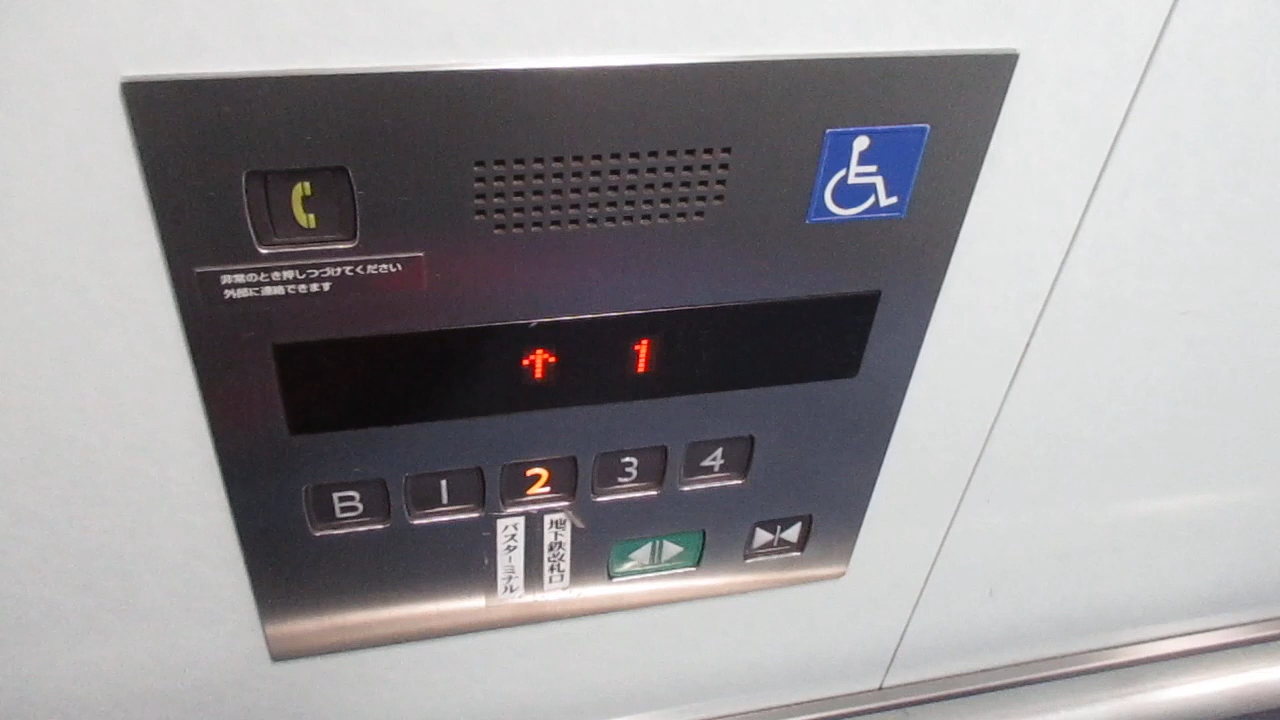 非常のとき押しつづけてください
外部に連絡できます
↑ 1
B 1 2 3 4
バスターミナル
地下鉄改札口